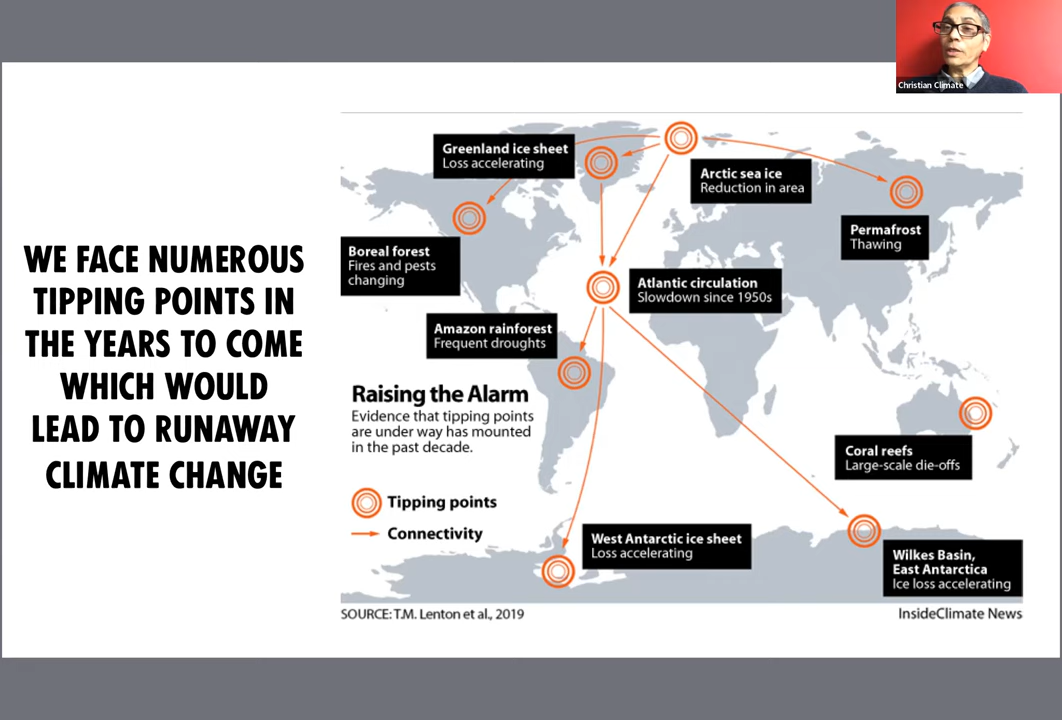 Christian Climate
WE FACE NUMEROUS
TIPPING POINTS IN
THE YEARS TO COME
WHICH WOULD
LEAD TO RUNAWAY
CLIMATE CHANGE
Greenland ice sheet
Loss accelerating
Arctic sea ice
Reduction in area
Permafrost
Thawing
Boreal forest
Fires and pests
changing
Atlantic circulation
Slowdown since 1950s
Amazon rainforest
Frequent droughts
Raising the Alarm
Evidence that tipping points
are under way has mounted
in the past decade.
Coral reefs
Large-scale die-offs
Tipping points
Connectivity
West Antarctic ice sheet
Loss accelerating
Wilkes Basin,
East Antarctica
Ice loss accelerating
SOURCE: T.M. Lenton et al., 2019
InsideClimate News